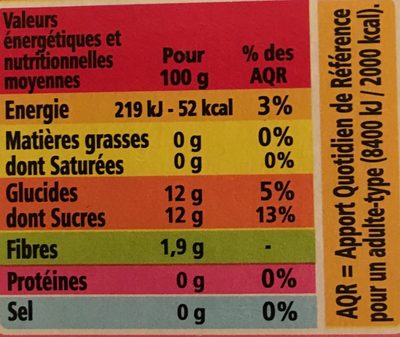 Valeurs
énergétiques et
nutritionnelles
moyennes
Pour
100 g
% des
AQR
Energie 219 kJ - 52 kcal 3%
Matières grasses 0 g 0%
dont Saturées 0 g 0%
Glucides 12 g 5%
dont Sucres 12 g 13%
Fibres 1,9 g -
Protéines 0 g 0%
Sel 0 g 0%
AQR = Apport Quotidien de Référence
pour un adulte-type (8400 kJ / 2000 kcal).